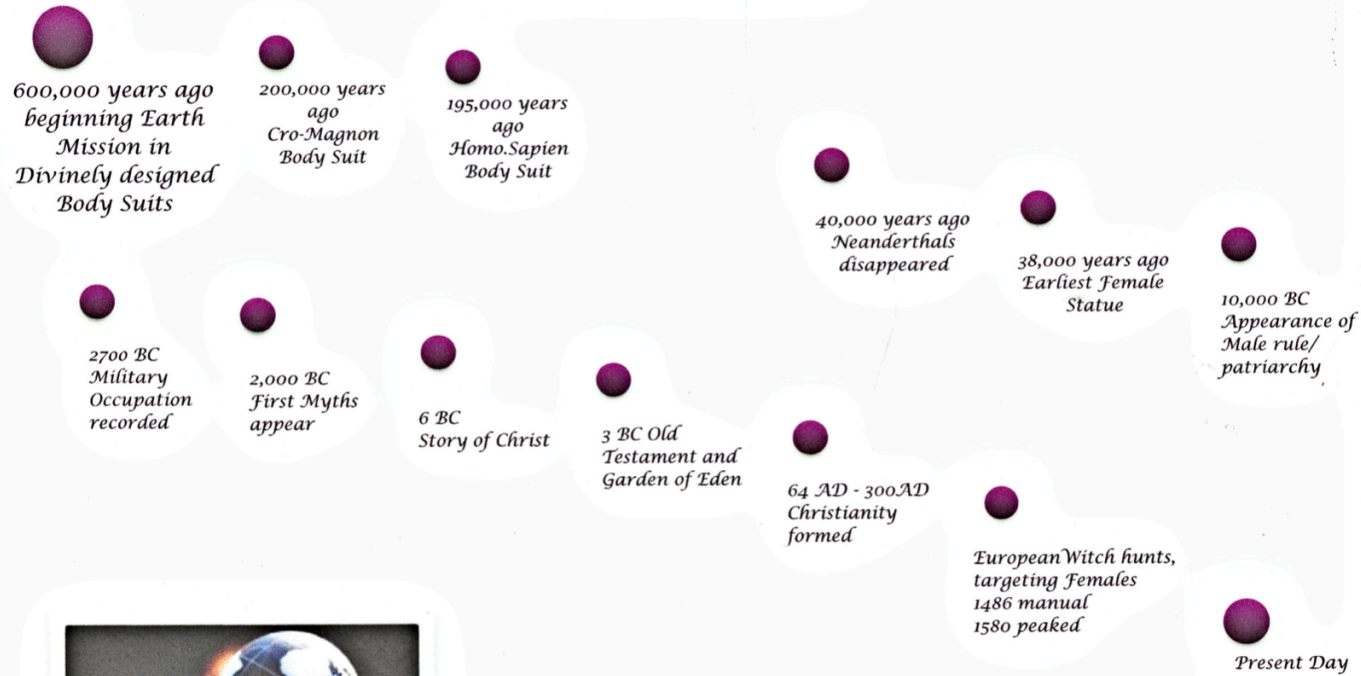 600,000 years ago
beginning Earth
Mission in
Divinely designed
Body Suits
200,000 years
ago
Cro-Magnon
Body Suit
195,000 years
ago
Homo.Sapien
Body Suit
40,000 years ago
Neanderthals
disappeared
38,000 years ago
Earliest Female
Statue
10,000 BC
Appearance of
Male rule/
patriarchy
2700 BC
Military
Occupation
recorded
2,000 BC
First Myths
appear
6 BC
Story of Christ
3 BC Old
Testament and
Garden of Eden
64 AD - 300AD
Christianity
formed
European Witch hunts,
targeting Females
1486 manual
1580 peaked
Present Day